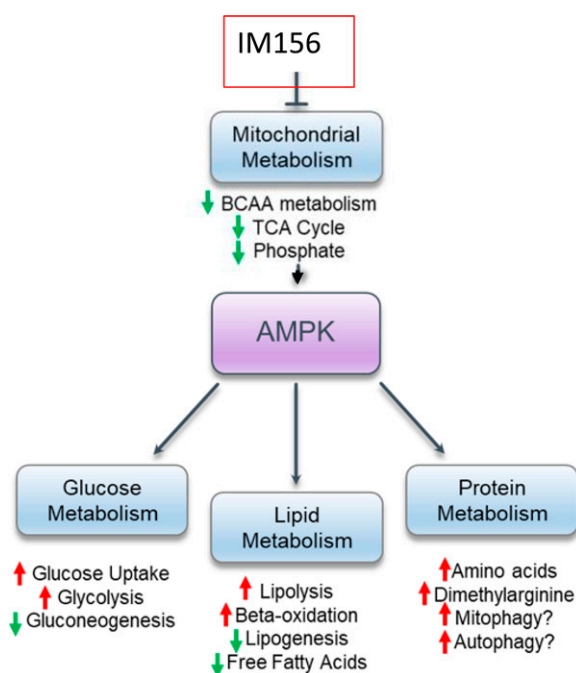 IM156
Mitochondrial
Metabolism
BCAA metabolism
TCA Cycle
Phosphate
AMPK
Glucose
Metabolism
Glucose Uptake
Glycolysis
Gluconeogenesis
Lipid
Metabolism
Lipolysis
Beta-oxidation
Lipogenesis
Free Fatty Acids
Protein
Metabolism
Amino acids
Dimethylarginine
Mitophagy?
Autophagy?